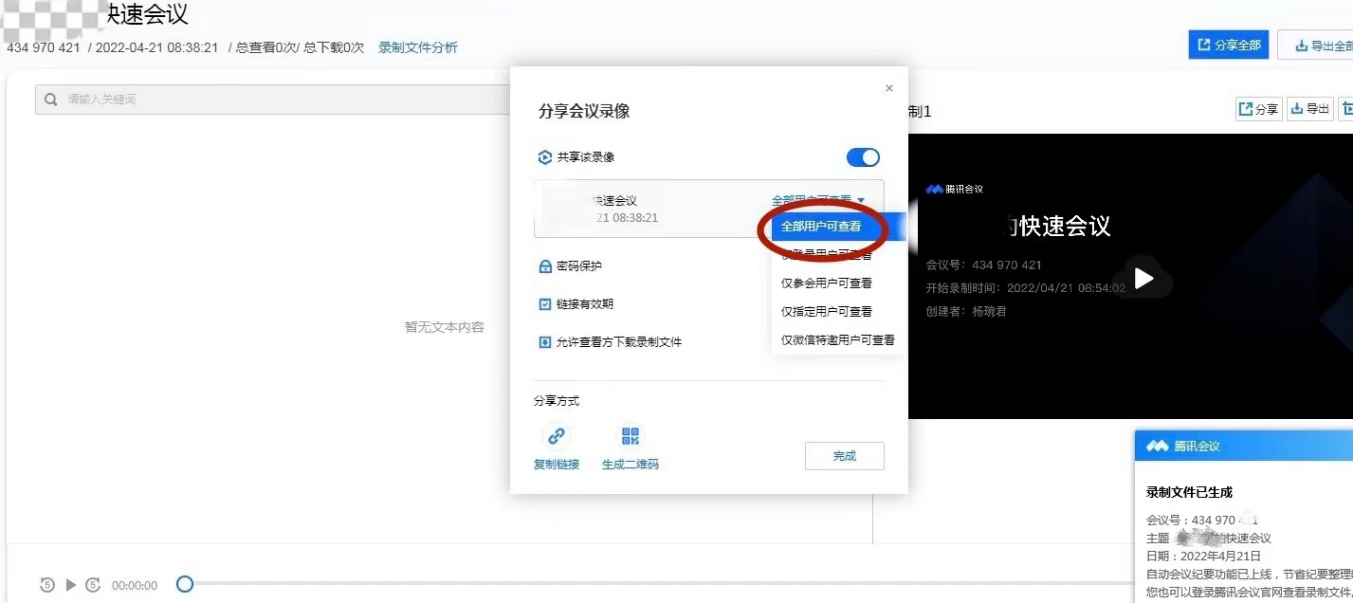 快速会议
434 970 421 / 2022-04-21 08:38:21 / 总查看0次/ 总下载0次 录制文件分析
分享全部
导出全部
请输入关键词
暂无文本内容
00:00:00
分享会议录像
共享该录像
快速会议
21 08:38:21
全部用户可查看
全部用户可查看
仅登录用户可查看
仅参会用户可查看
仅指定用户可查看
仅微信特邀用户可查看
密码保护
链接有效期
允许查看方下载录制文件
分享方式
复制链接
生成二维码
完成
制1
分享
导出
腾讯会议
的快速会议
会议号：434 970 421
开始录制时间：2022/04/21 08:54:02
创建者：杨琬君
腾讯会议
录制文件已生成
会议号：434 970
主题 的快速会议
日期：2022年4月21日
自动会议纪要功能已上线，节省纪要整理
您也可以登录腾讯会议官网查看录制文件